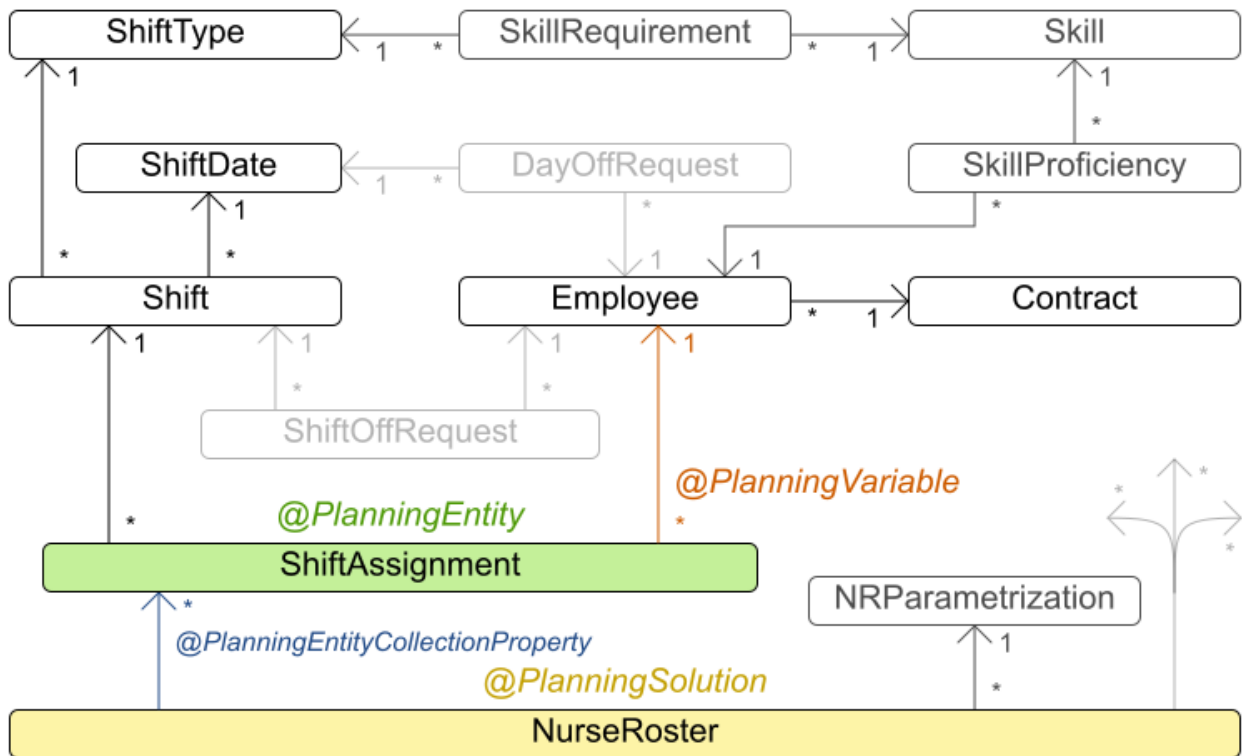 ShiftType
SkillRequirement
Skill
1
*
*
1
1
1
*
ShiftDate
DayOffRequest
SkillProficiency
1
*
1
*
*
*
*
1
1
Shift
Employee
Contract
*
1
1
1
1
1
*
*
ShiftOffRequest
@PlanningVariable
*
*
@PlanningEntity
*
*
*
ShiftAssignment
NRParametrization
*
@PlanningEntityCollectionProperty
1
@PlanningSolution
*
NurseRoster